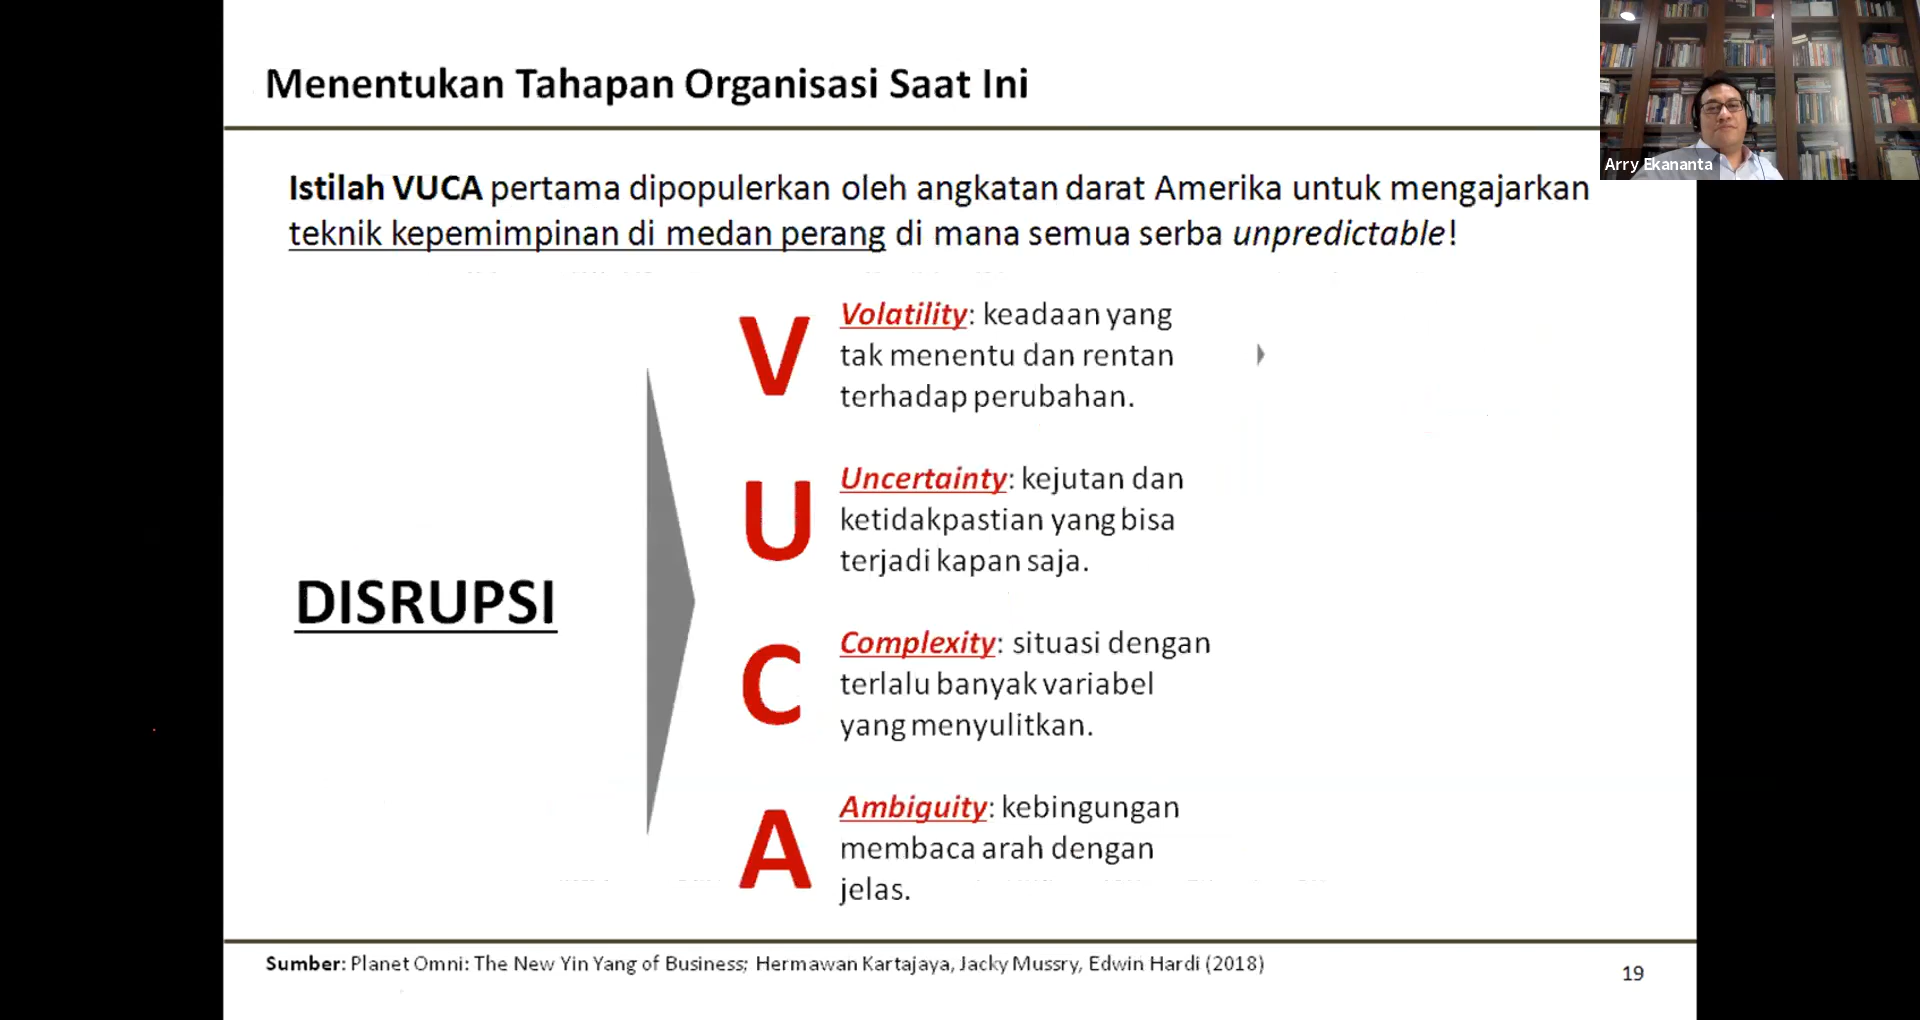 Menentukan Tahapan Organisasi Saat Ini
Arry Ekananta
Istilah VUCA pertama dipopulerkan oleh angkatan darat Amerika untuk mengajarkan
teknik kepemimpinan di medan perang di mana semua serba unpredictable!
DISRUPSI
V
Volatility: keadaan yang
tak menentu dan rentan
terhadap perubahan.
U
Uncertainty: kejutan dan
ketidakpastian yang bisa
terjadi kapan saja.
C
Complexity: situasi dengan
terlalu banyak variabel
yang menyulitkan.
A
Ambiguity: kebingungan
membaca arah dengan
jelas.
Sumber: Planet Omni: The New Yin Yang of Business; Hermawan Kartajaya, Jacky Mussry, Edwin Hardi (2018)
19